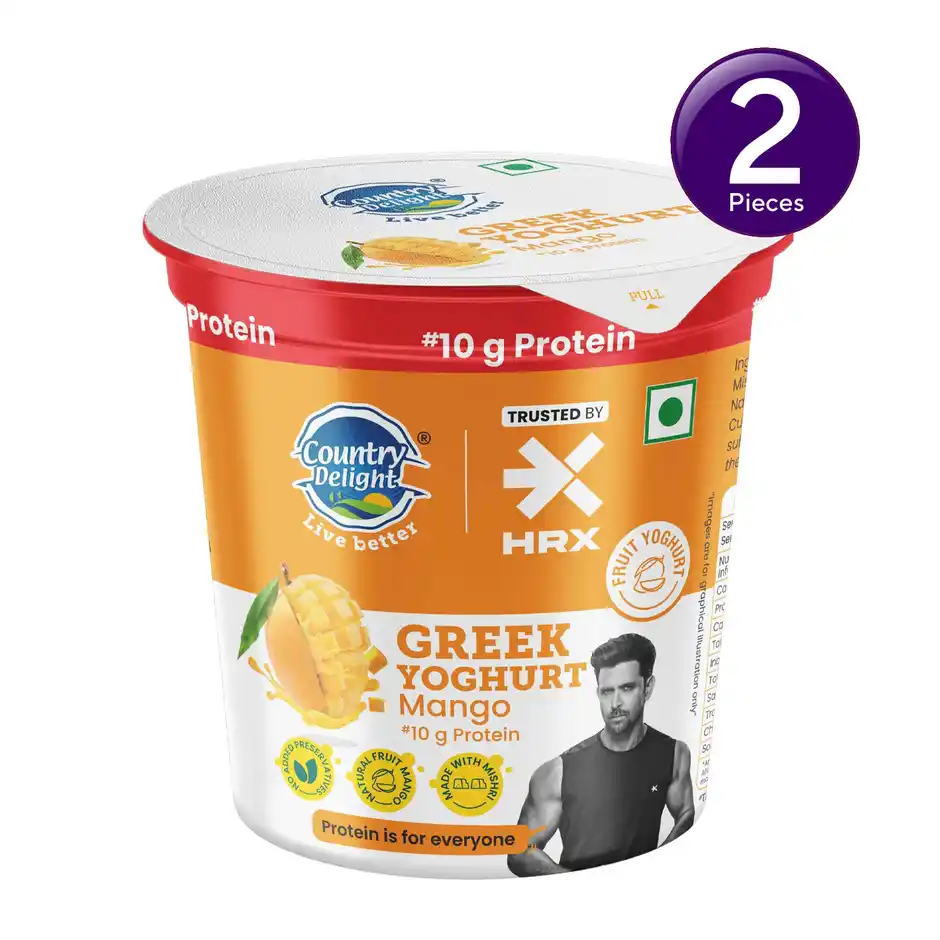 2
Pieces
Country
Delight
®
Live better
GREEK
YOGHURT
Mango
#10 g Protein
PULL
Protein
#10 g Protein
TRUSTED BY
HRX
Country
Delight
®
Live better
FRUIT YOGHURT
GREEK
YOGHURT
Mango
#10 g Protein
NO ADDED PRESERVATIVES
NATURAL FRUIT MANGO
MADE WITH MISHRI
Protein is for everyone
"Images are for graphical illustration only"